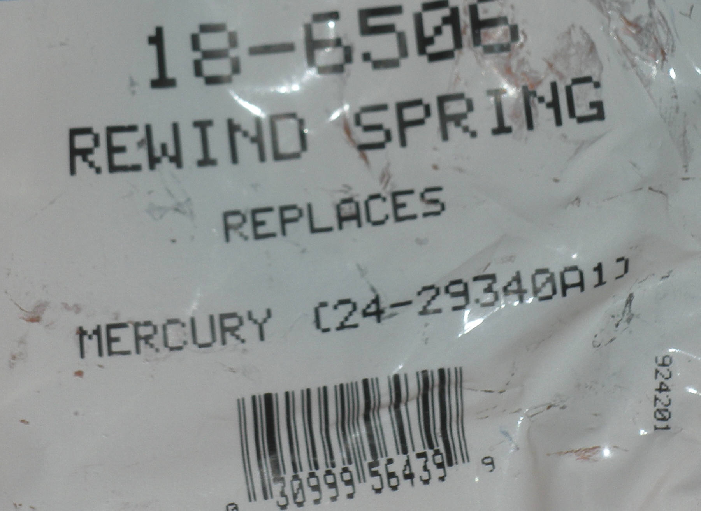 18-6506
REWIND SPRING
REPLACES
MERCURY (24-29340A1)
924201
0 30999 56439 9